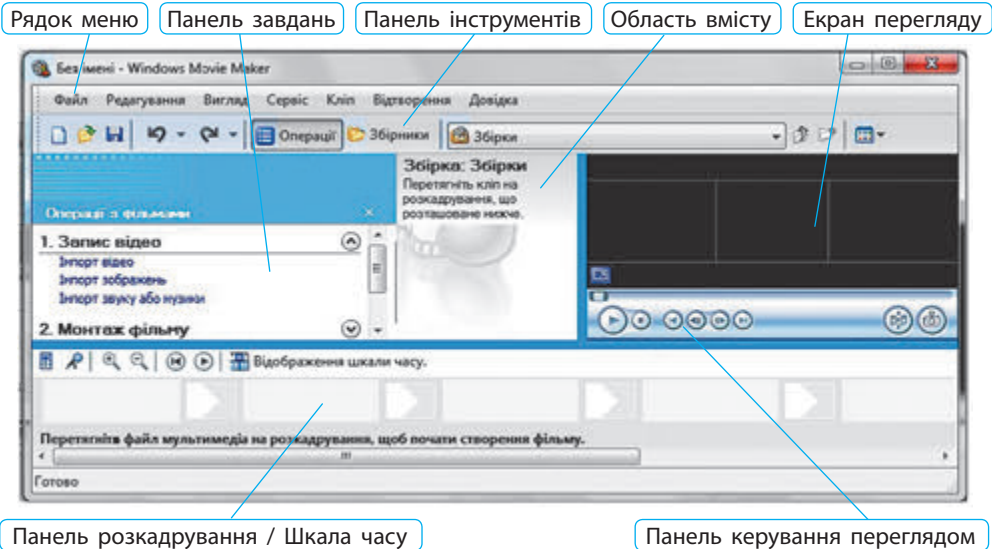 Рядок меню Панель завдань Панель інструментів Область вмісту Екран перегляду
Без імені - Windows Movie Maker
Файл Редагування Вигляд Сервіс Кліп Відтворення Довідка
Операції Збірники Збірки
Операції з фільмами
Збірка: Збірки
Перетягніть кліп на
розкадрування, що
розташоване нижче.
1. Запис відео
Імпорт відео
Імпорт зображень
Імпорт звуку або музики
2. Монтаж фільму
Відображення шкали часу.
Перетягніть файл мультимедіа на розкадрування, щоб почати створення фільму.
Готово
Панель розкадрування / Шкала часу Панель керування переглядом